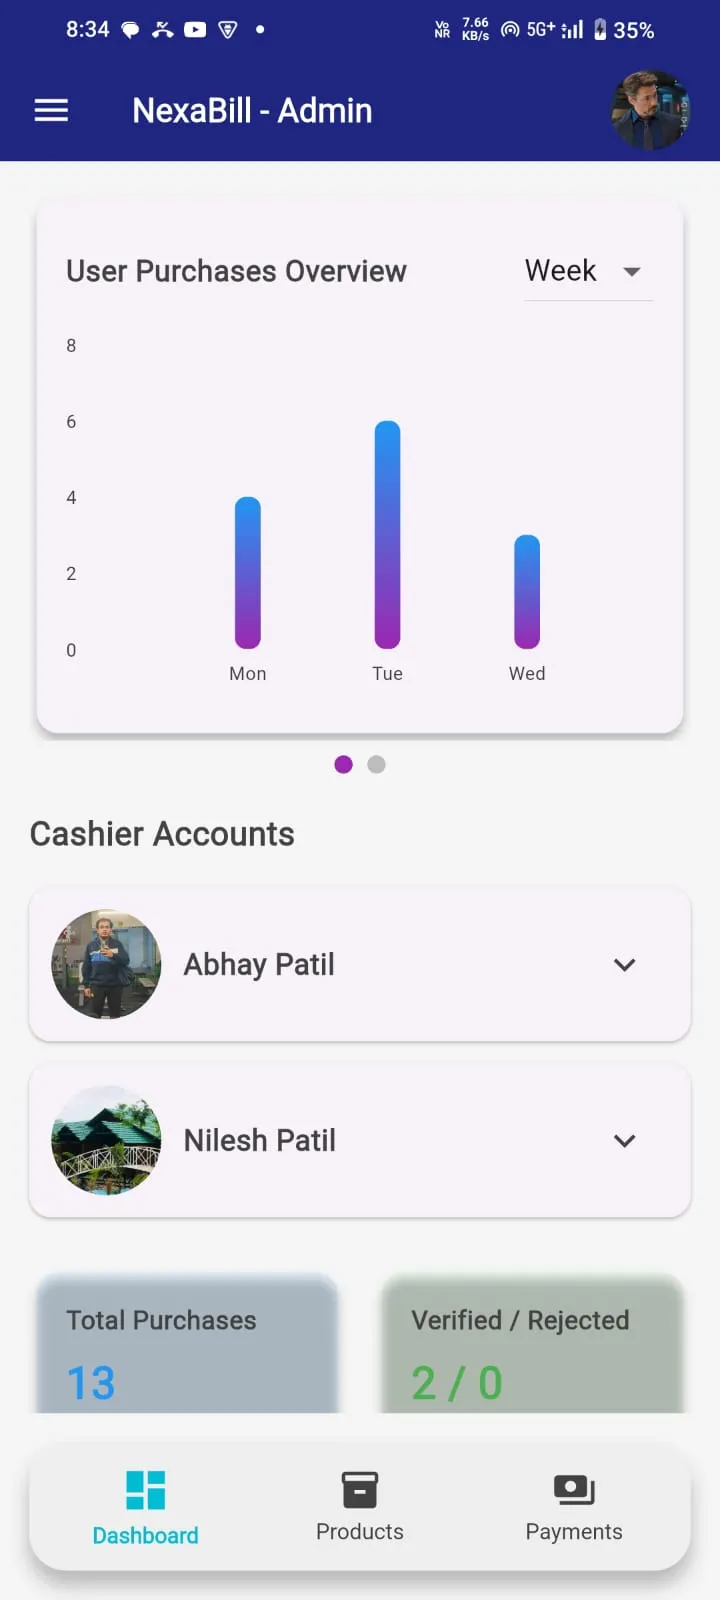 8:34
Vo NR 7.66 KB/s 5G+ 35%
NexaBill - Admin
User Purchases Overview
Week
8
6
4
2
0
Mon Tue Wed
Cashier Accounts
Abhay Patil
Nilesh Patil
Total Purchases
13
Verified / Rejected
2 / 0
Dashboard
Products
Payments